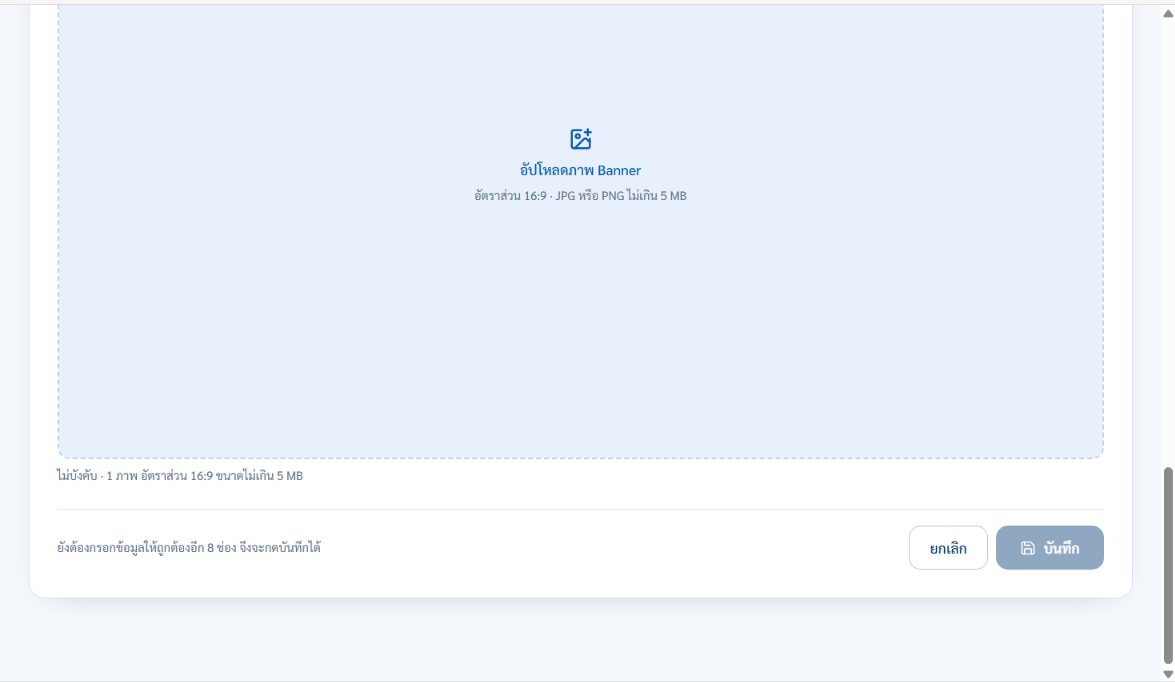 อัปโหลดภาพ Banner
อัตราส่วน 16:9 · JPG หรือ PNG ไม่เกิน 5 MB
ไม่บังคับ · 1 ภาพ อัตราส่วน 16:9 ขนาดไม่เกิน 5 MB
ยังต้องกรอกข้อมูลให้ถูกต้องอีก 8 ช่อง จึงจะกดบันทึกได้
ยกเลิก
บันทึก